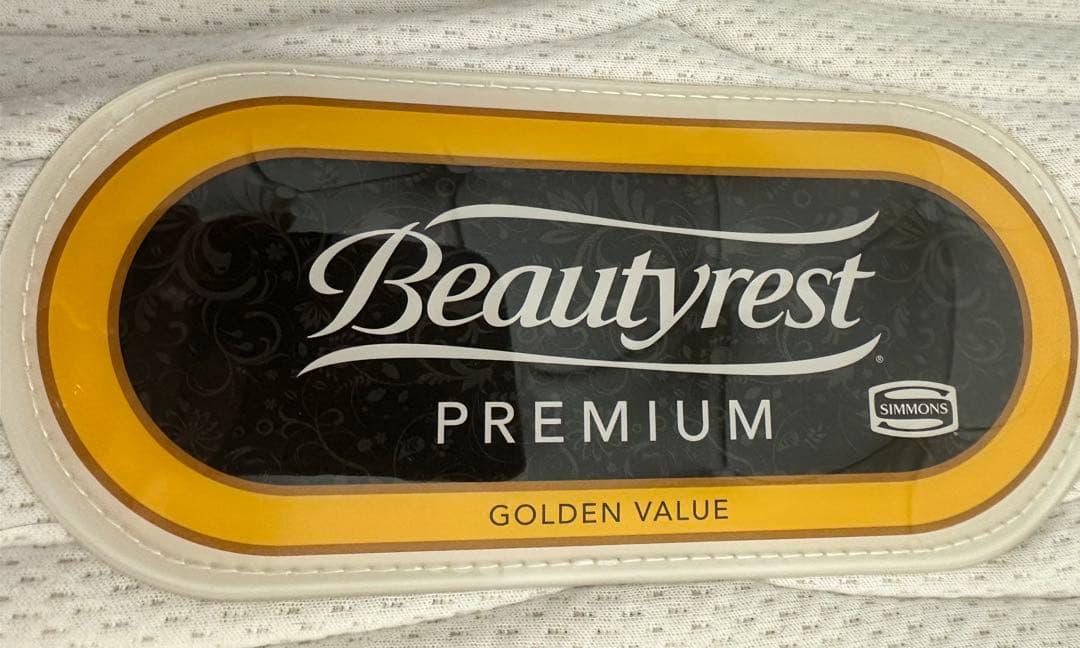 Beautyrest®
PREMIUM
SIMMONS
GOLDEN VALUE